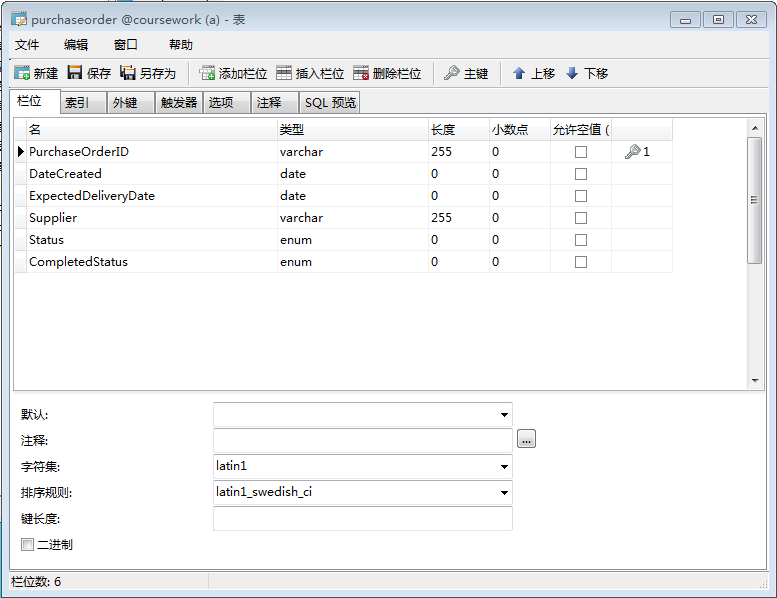 purchaseorder @coursework (a) - 表
文件 编辑 窗口 帮助
新建 保存 另存为 添加栏位 插入栏位 删除栏位 主键 上移 下移
栏位 索引 外键 触发器 选项 注释 SQL 预览
名 类型 长度 小数点 允许空值 (
PurchaseOrderID varchar 255 0 1
DateCreated date 0 0
ExpectedDeliveryDate date 0 0
Supplier varchar 255 0
Status enum 0 0
CompletedStatus enum 0 0
默认:
注释: ...
字符集: latin1
排序规则: latin1_swedish_ci
键长度:
二进制
栏位数: 6